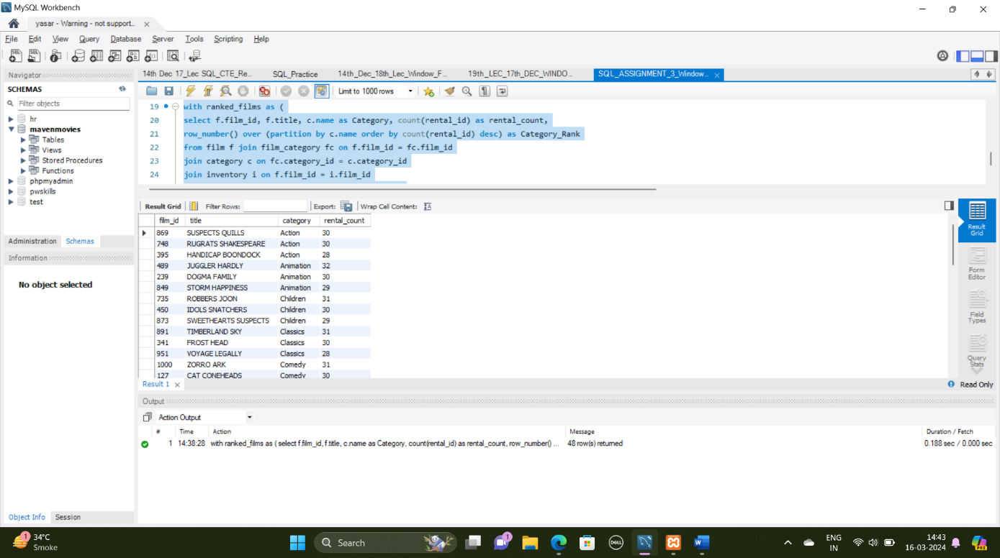 MySQL Workbench
yasar - Warning - not support...
File Edit View Query Database Server Tools Scripting Help
Navigator
14th Dec 17_Lec SQL_CTE_Re... SQL_Practice 14th_Dec_18th_Lec_Window_F... 19th_LEC_17th_DEC_WINDO... SQL_ASSIGNMENT_3_Window...
SCHEMAS
Filter objects
hr
mavenmovies
Tables
Views
Stored Procedures
Functions
phpmyadmin
pwskills
test
Administration Schemas
Information
No object selected
Object Info Session
Limit to 1000 rows
19 with ranked_films as (
20 select f.film_id, f.title, c.name as Category, count(rental_id) as rental_count,
21 row_number() over (partition by c.name order by count(rental_id) desc) as Category_Rank
22 from film f join film_category fc on f.film_id = fc.film_id
23 join category c on fc.category_id = c.category_id
24 join inventory i on f.film_id = i.film_id
Result Grid Filter Rows: Export: Wrap Cell Content:
film_id title category rental_count
869 SUSPECTS QUILLS Action 30
748 RUGRATS SHAKESPEARE Action 30
395 HANDICAP BOONDOCK Action 28
489 JUGGLER HARDLY Animation 32
239 DOGMA FAMILY Animation 30
849 STORM HAPPINESS Animation 29
735 ROBBERS JOON Children 31
450 IDOLS SNATCHERS Children 30
873 SWEETHEARTS SUSPECTS Children 29
891 TIMBERLAND SKY Classics 31
341 FROST HEAD Classics 30
951 VOYAGE LEGALLY Classics 28
1000 ZORRO ARK Comedy 31
127 CAT CONEHEADS Comedy 30
Result Grid
Form Editor
Field Types
Query Stats
Result 1
Read Only
Output
Action Output
# Time Action Message Duration / Fetch
1 14:38:28 with ranked_films as ( select f.film_id, f.title, c.name as Category, count(rental_id) as rental_count, row_number() ... 48 row(s) returned 0.188 sec / 0.000 sec
1
34°C
Smoke
Search
1
DELL
ENG
IN
14:43
16-03-2024
PRE